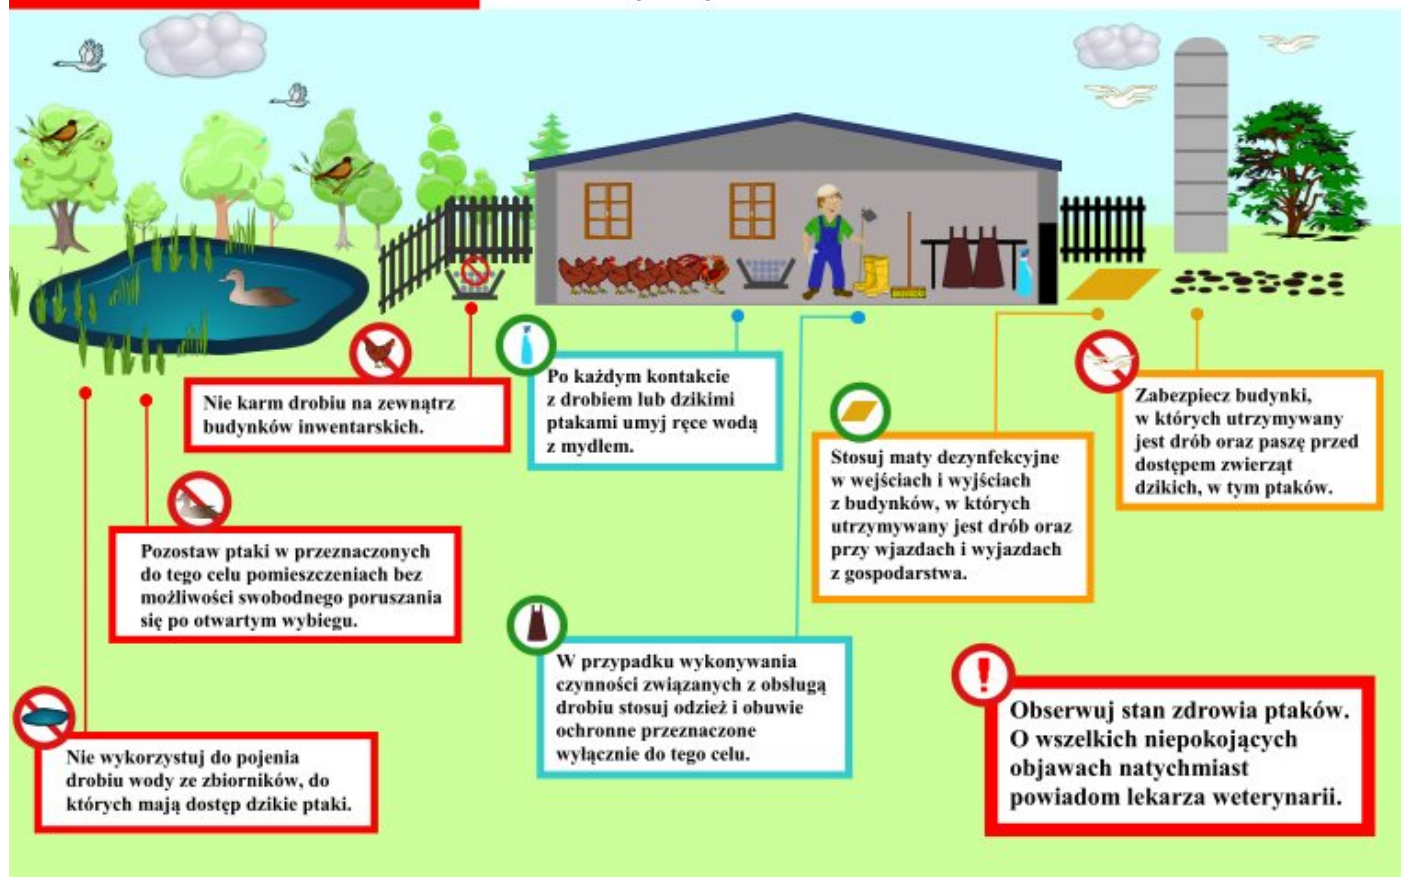 Nie karm drobiu na zewnątrz
budynków inwentarskich.
Po każdym kontakcie
z drobiem lub dzikimi
ptakami umyj ręce wodą
z mydłem.
Zabezpiecz budynki,
w których utrzymywany
jest drób oraz paszę przed
dostępem zwierząt
dzikich, w tym ptaków.
Stosuj maty dezynfekcyjne
w wejściach i wyjściach
z budynków, w których
utrzymywany jest drób oraz
przy wjazdach i wyjazdach
z gospodarstwa.
Pozostaw ptaki w przeznaczonych
do tego celu pomieszczeniach bez
możliwości swobodnego poruszania
się po otwartym wybiegu.
W przypadku wykonywania
czynności związanych z obsługą
drobiu stosuj odzież i obuwie
ochronne przeznaczone
wyłącznie do tego celu.
Nie wykorzystuj do pojenia
drobiu wody ze zbiorników, do
których mają dostęp dzikie ptaki.
!
Obserwuj stan zdrowia ptaków.
O wszelkich niepokojących
objawach natychmiast
powiadom lekarza weterynarii.